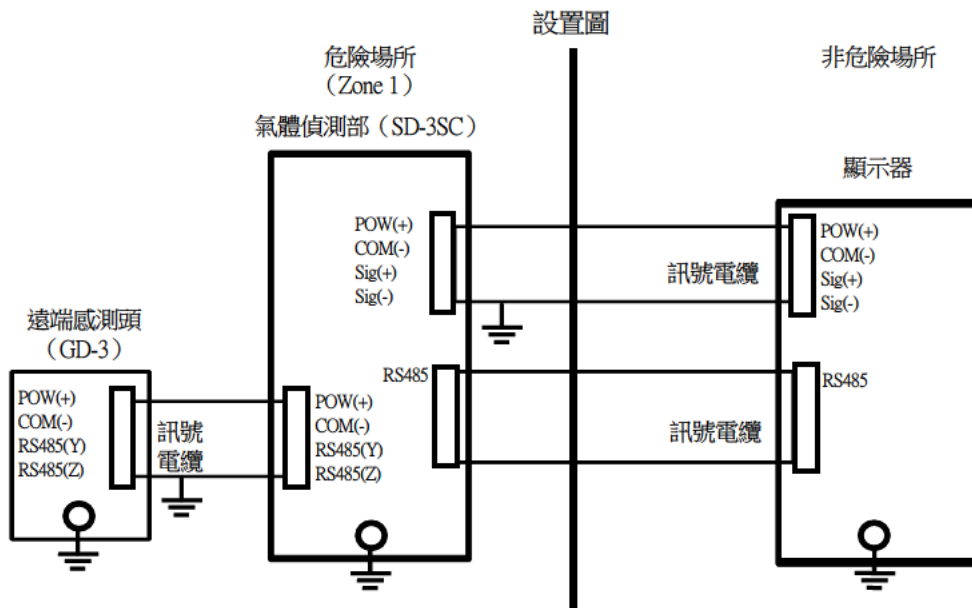 設置圖
危險場所
（Zone 1）
非危險場所
氣體偵測部（SD-3SC）
顯示器
POW(+)
COM(-)
Sig(+)
Sig(-)
訊號電纜
POW(+)
COM(-)
Sig(+)
Sig(-)
遠端感測頭
（GD-3）
POW(+)
COM(-)
RS485(Y)
RS485(Z)
訊號
電纜
POW(+)
COM(-)
RS485(Y)
RS485(Z)
RS485
訊號電纜
RS485